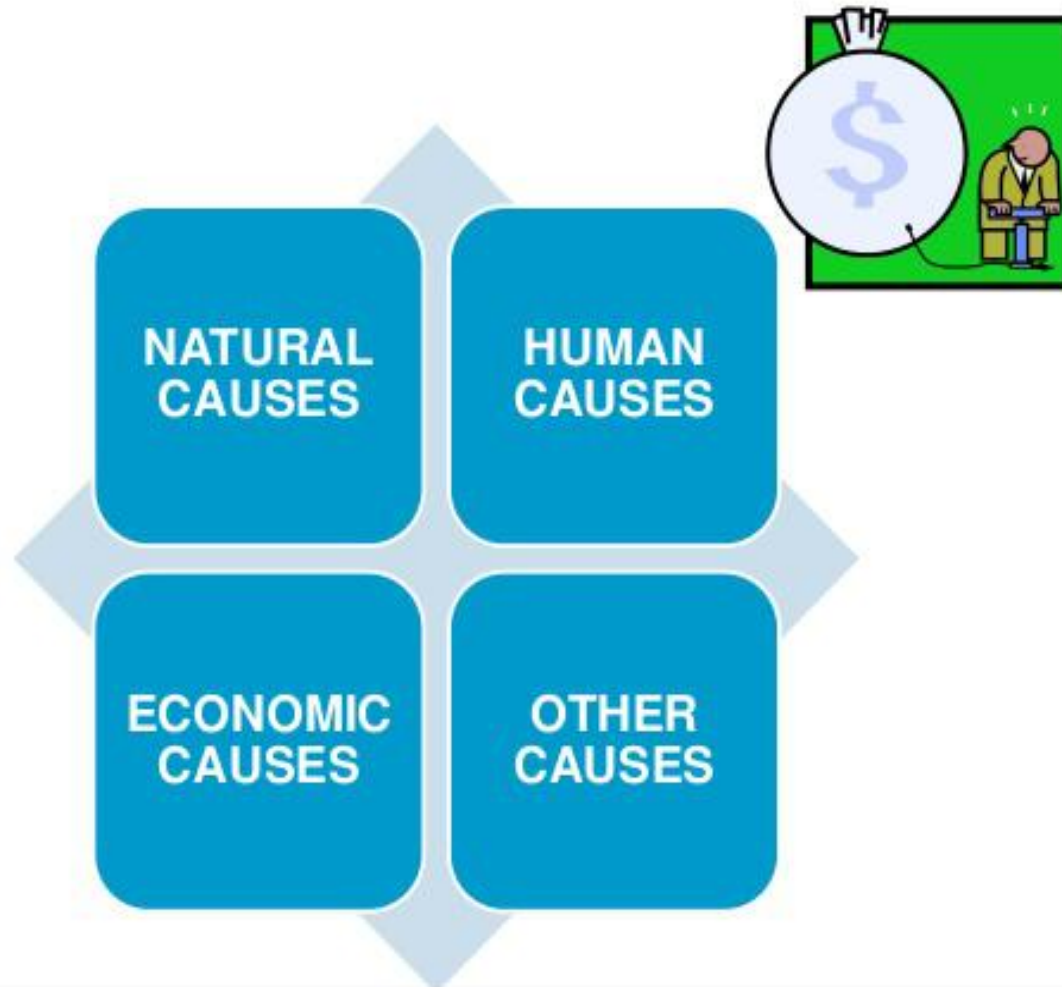 $
NATURAL
CAUSES
HUMAN
CAUSES
ECONOMIC
CAUSES
OTHER
CAUSES